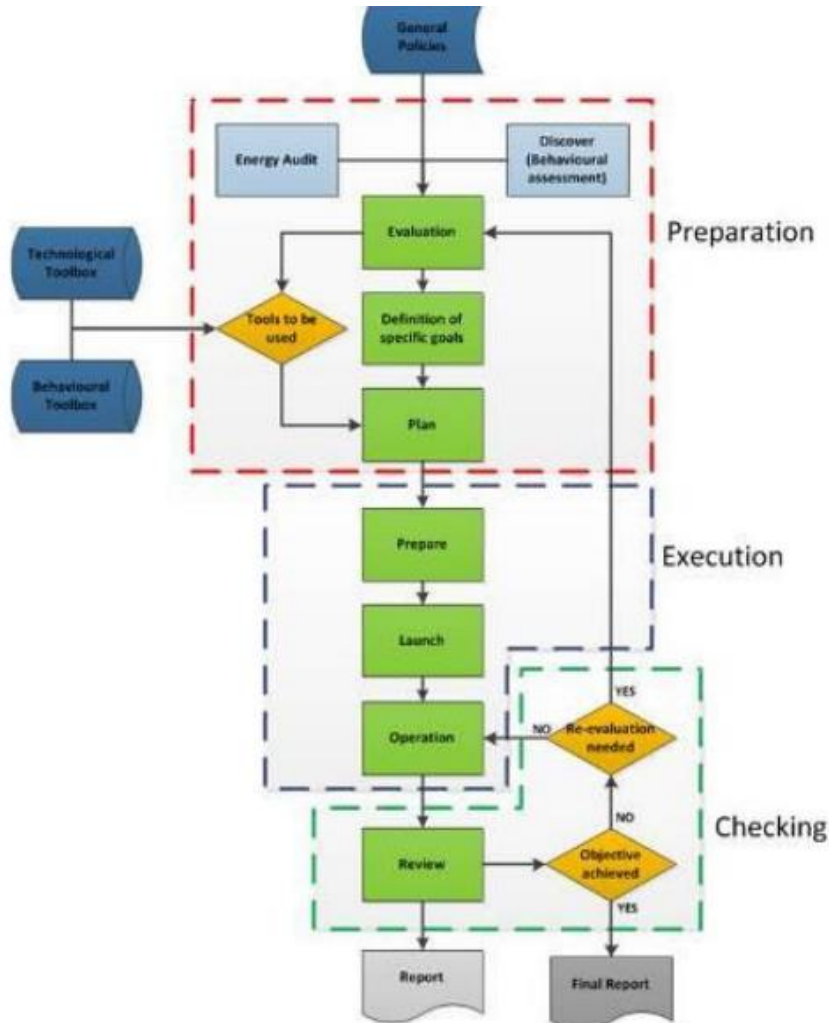 General
Policies
Energy Audit
Discover
(Behavioural
assessment)
Evaluation
Preparation
Technological
Toolbox
Tools to be
used
Definition of
specific goals
Behavioural
Toolbox
Plan
Prepare
Execution
Launch
YES
Operation
NO
Re-evaluation
needed
NO
Checking
Review
Objective
achieved
YES
Report
Final Report